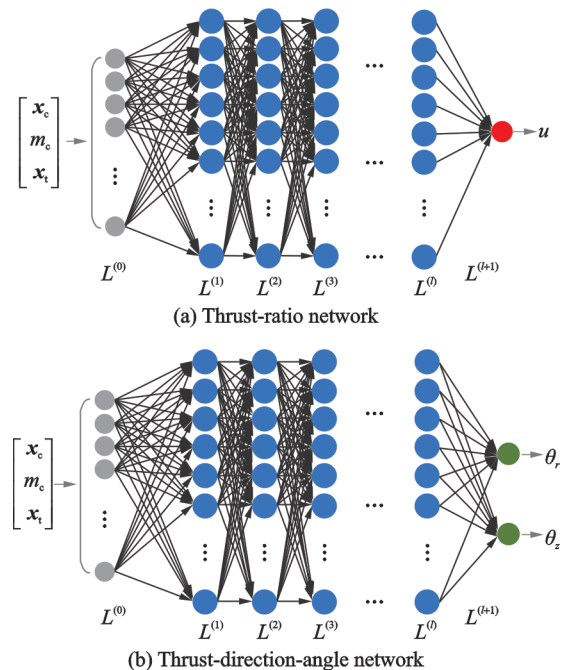 x_c
m_c
x_t
u
L^(0)
L^(1) L^(2) L^(3) L^(l) L^(l+1)
(a) Thrust-ratio network
x_c
m_c
x_t
θ_r
θ_z
L^(0)
L^(1) L^(2) L^(3) L^(l) L^(l+1)
(b) Thrust-direction-angle network